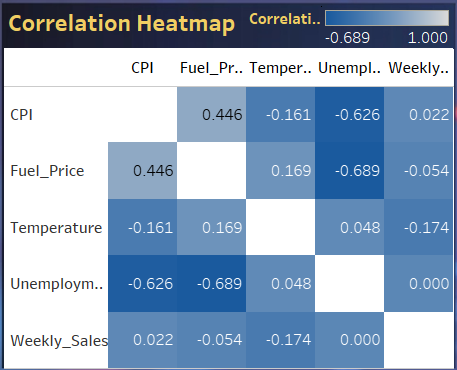 Correlation Heatmap
Correlati..
-0.689 1.000
CPI Fuel_Pr.. Temper.. Unempl.. Weekly..
CPI 0.446 -0.161 -0.626 0.022
Fuel_Price 0.446 0.169 -0.689 -0.054
Temperature -0.161 0.169 0.048 -0.174
Unemploym.. -0.626 -0.689 0.048 0.000
Weekly_Sales 0.022 -0.054 -0.174 0.000